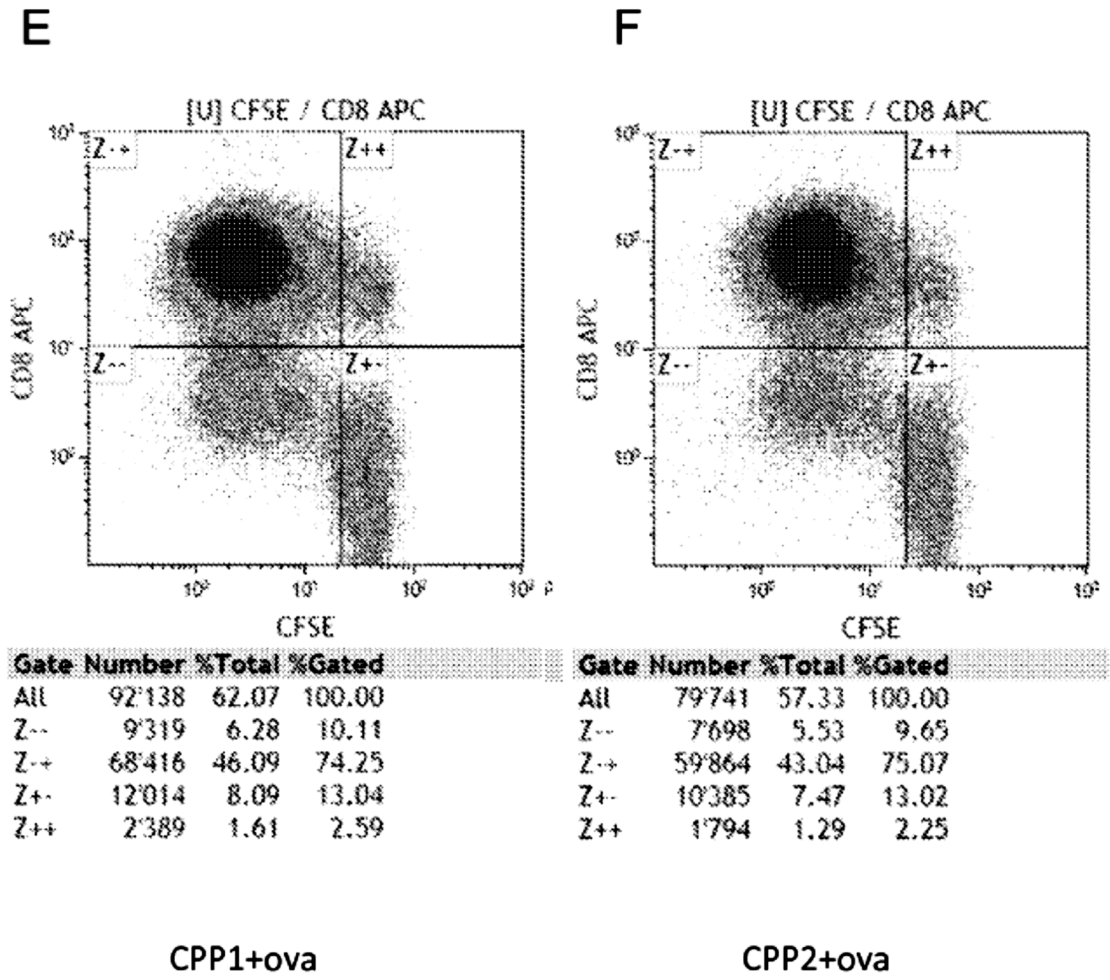 E F
[U] CFSE / CD8 APC [U] CFSE / CD8 APC
Z-+ Z++ Z-+ Z++
CD8 APC CD8 APC
Z-- Z+- Z-- Z+-
10⁰ 10¹ 10² 10³
CFSE CFSE
Gate Number %Total %Gated Gate Number %Total %Gated
All 92'138 62.07 100.00 All 79'741 57.33 100.00
Z-- 9'319 6.28 10.11 Z-- 7'698 5.53 9.65
Z-+ 68'416 46.09 74.25 Z-+ 59'864 43.04 75.07
Z+- 12'014 8.09 13.04 Z+- 10'385 7.47 13.02
Z++ 2'389 1.61 2.59 Z++ 1'794 1.29 2.25
CPP1+ova CPP2+ova